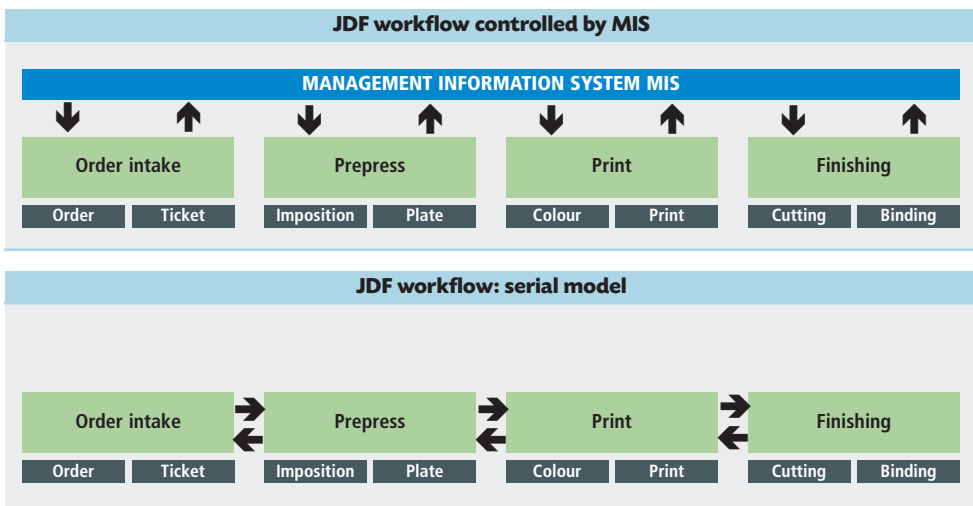 JDF workflow controlled by MIS
MANAGEMENT INFORMATION SYSTEM MIS
Order intake Prepress Print Finishing
Order Ticket Imposition Plate Colour Print Cutting Binding
JDF workflow: serial model
Order intake Prepress Print Finishing
Order Ticket Imposition Plate Colour Print Cutting Binding